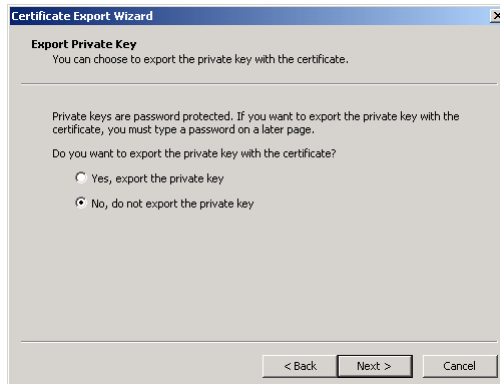 Certificate Export Wizard
Export Private Key
You can choose to export the private key with the certificate.
Private keys are password protected. If you want to export the private key with the
certificate, you must type a password on a later page.
Do you want to export the private key with the certificate?
Yes, export the private key
No, do not export the private key
< Back Next > Cancel